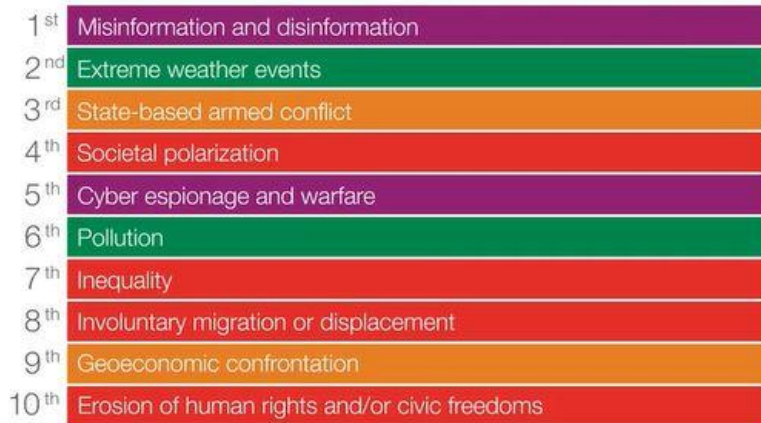 1st Misinformation and disinformation
2nd Extreme weather events
3rd State-based armed conflict
4th Societal polarization
5th Cyber espionage and warfare
6th Pollution
7th Inequality
8th Involuntary migration or displacement
9th Geoeconomic confrontation
10th Erosion of human rights and/or civic freedoms